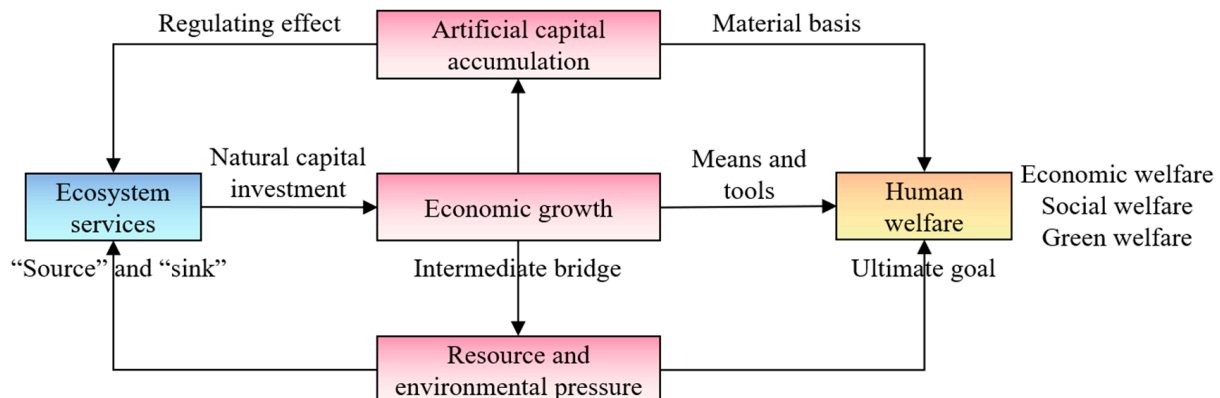 Regulating effect
Artificial capital
accumulation
Material basis
Natural capital
investment
Means and
tools
Ecosystem
services
Economic growth
Human
welfare
Economic welfare
Social welfare
Green welfare
“Source” and “sink”
Intermediate bridge
Ultimate goal
Resource and
environmental pressure